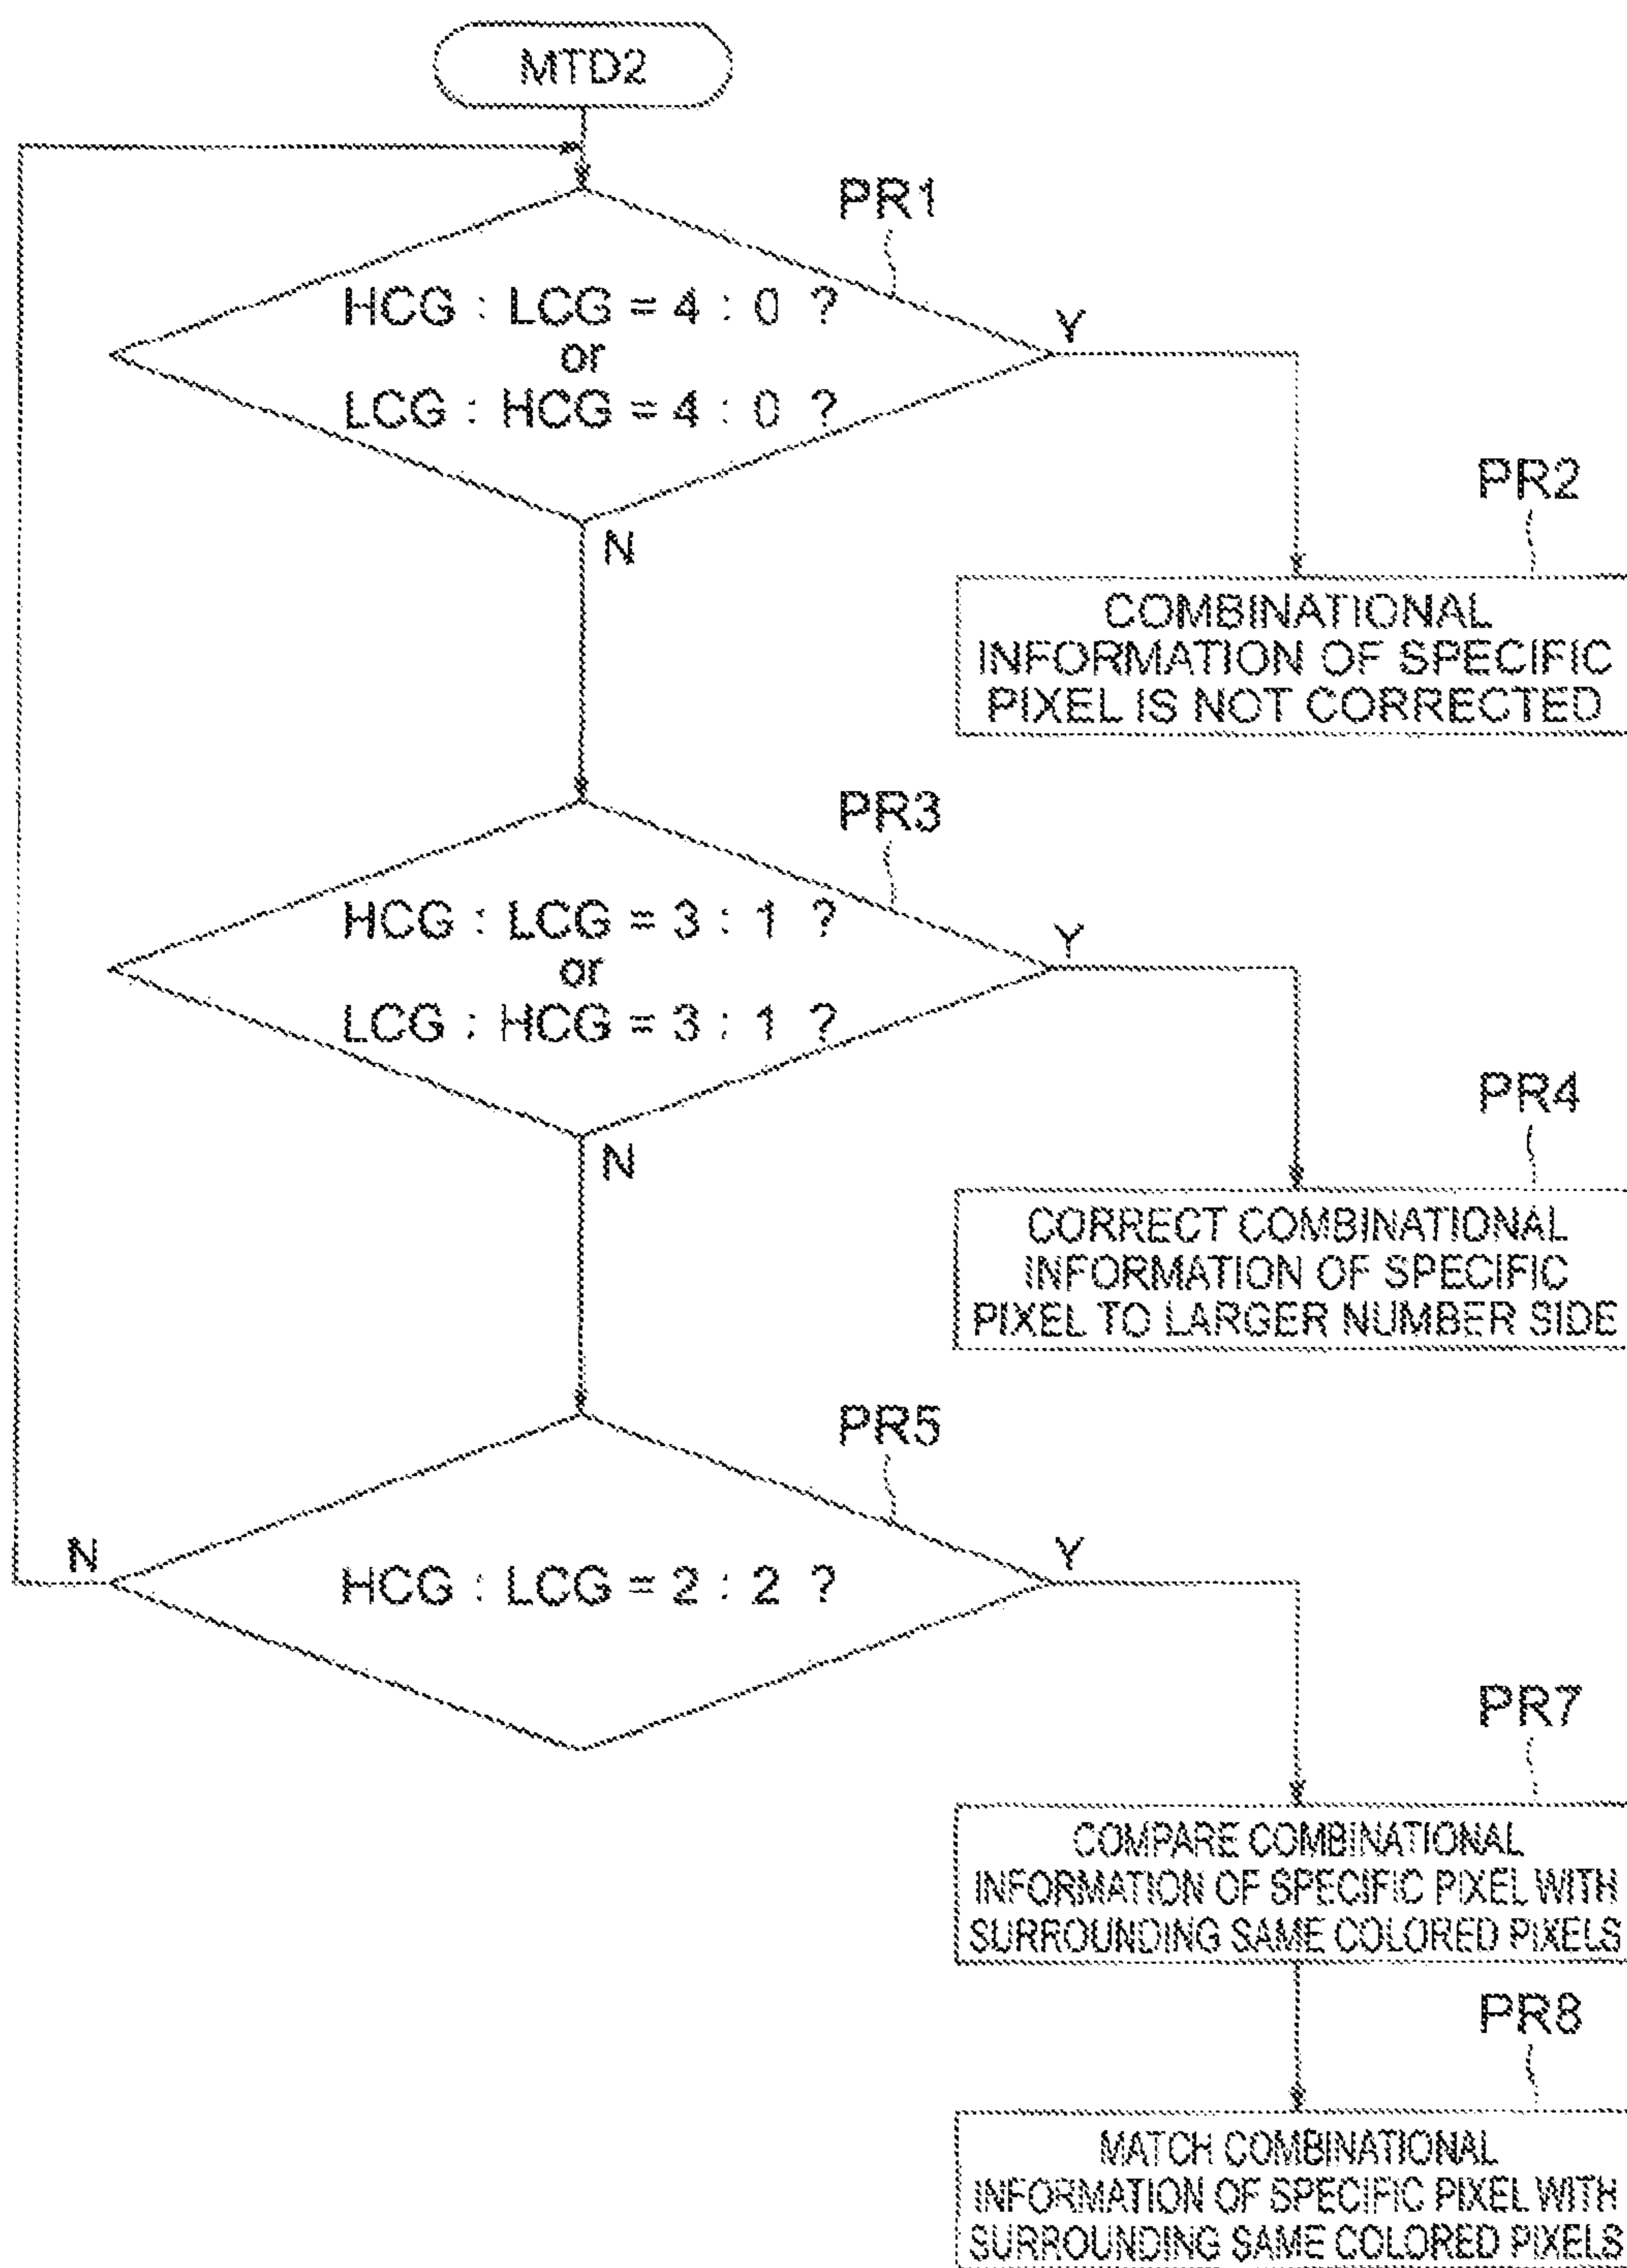 MTD2
PR1
HCG : LCG = 4 : 0 ?
or
LCG : HCG = 4 : 0 ?
Y
N
PR2
COMBINATIONAL
INFORMATION OF SPECIFIC
PIXEL IS NOT CORRECTED
PR3
HCG : LCG = 3 : 1 ?
or
LCG : HCG = 3 : 1 ?
Y
N
PR4
CORRECT COMBINATIONAL
INFORMATION OF SPECIFIC
PIXEL TO LARGER NUMBER SIDE
PR5
HCG : LCG = 2 : 2 ?
N
Y
PR7
COMPARE COMBINATIONAL
INFORMATION OF SPECIFIC PIXEL WITH
SURROUNDING SAME COLORED PIXELS
PR8
MATCH COMBINATIONAL
INFORMATION OF SPECIFIC PIXEL WITH
SURROUNDING SAME COLORED PIXELS